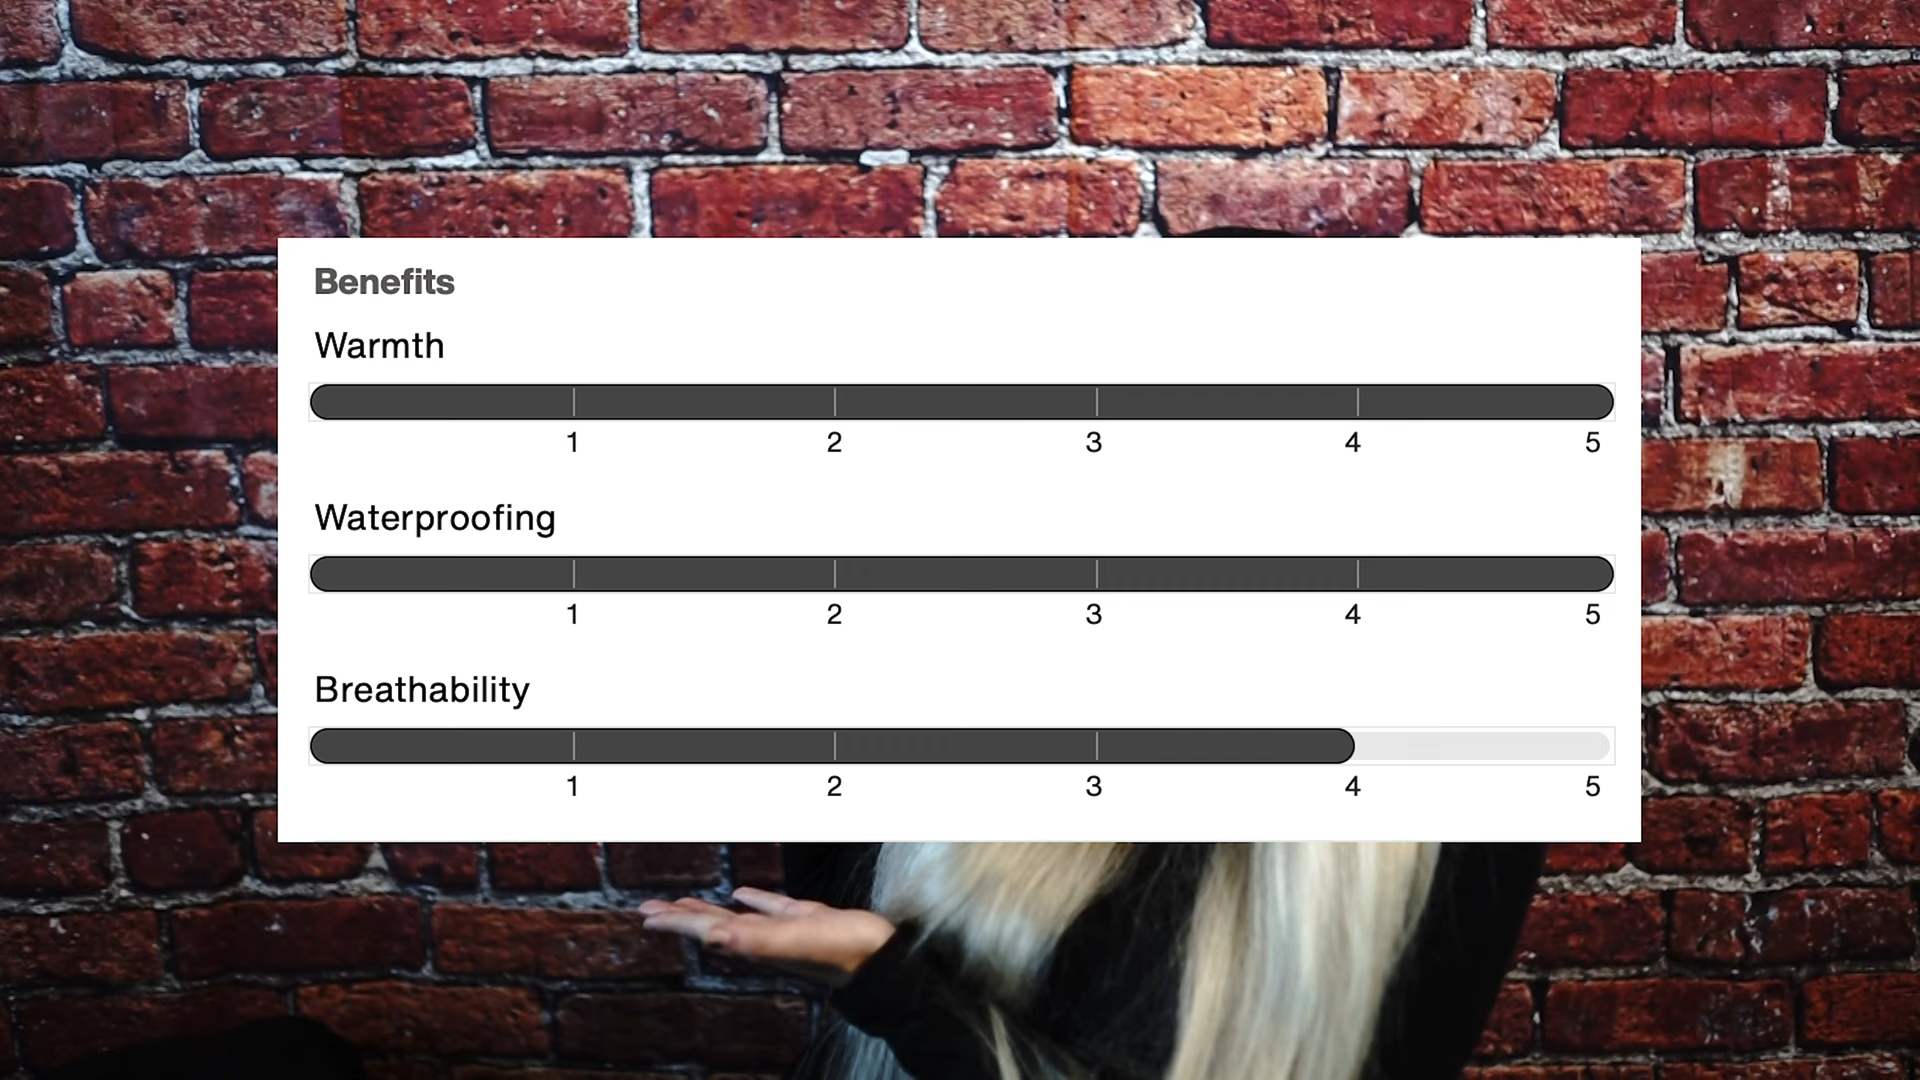 Benefits
Warmth
1 2 3 4 5
Waterproofing
1 2 3 4 5
Breathability
1 2 3 4 5